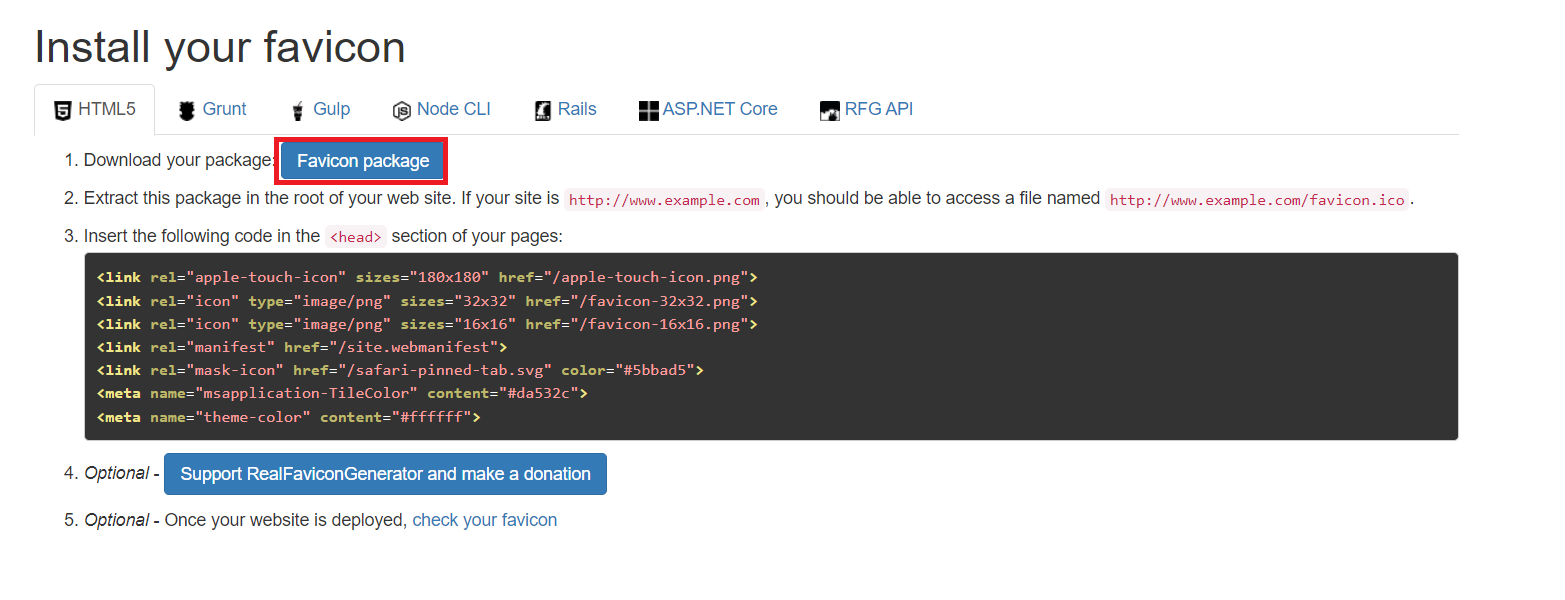 Install your favicon
HTML5 Grunt Gulp Node CLI Rails ASP.NET Core RFG API
1. Download your package: Favicon package
2. Extract this package in the root of your web site. If your site is http://www.example.com, you should be able to access a file named http://www.example.com/favicon.ico.
3. Insert the following code in the <head> section of your pages:
<link rel="apple-touch-icon" sizes="180x180" href="/apple-touch-icon.png">
<link rel="icon" type="image/png" sizes="32x32" href="/favicon-32x32.png">
<link rel="icon" type="image/png" sizes="16x16" href="/favicon-16x16.png">
<link rel="manifest" href="/site.webmanifest">
<link rel="mask-icon" href="/safari-pinned-tab.svg" color="#5bbad5">
<meta name="msapplication-TileColor" content="#da532c">
<meta name="theme-color" content="#ffffff">
4. Optional - Support RealFaviconGenerator and make a donation
5. Optional - Once your website is deployed, check your favicon